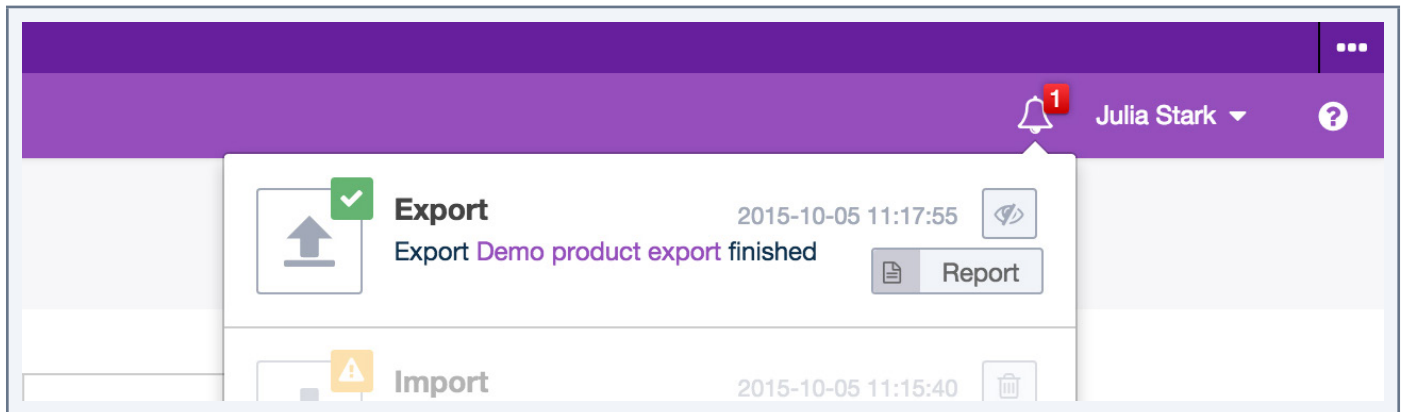 1
Julia Stark
Export
2015-10-05 11:17:55
Export Demo product export finished
Report
Import
2015-10-05 11:15:40